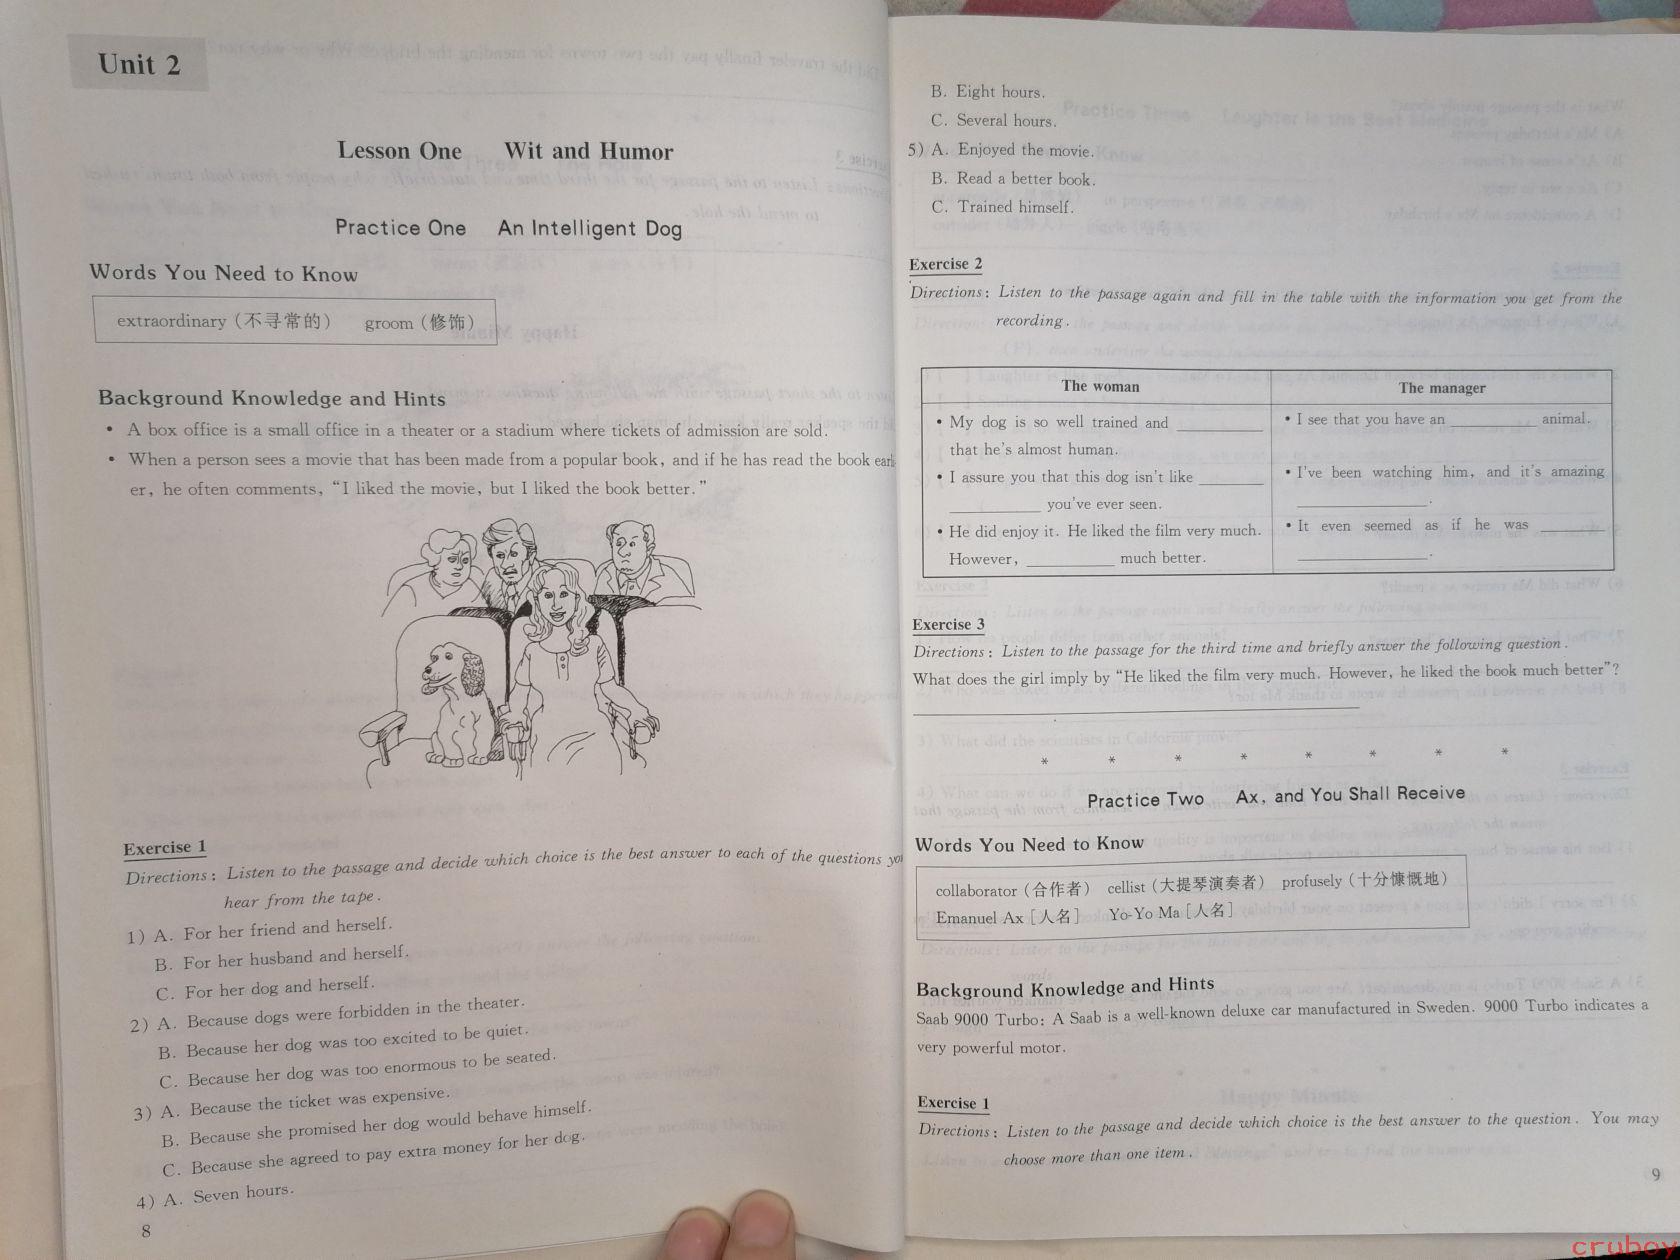 Unit 2
Lesson One Wit and Humor
Practice One An Intelligent Dog
Words You Need to Know
extraordinary (不寻常的) groom (修饰)
Background Knowledge and Hints
• A box office is a small office in a theater or a stadium where tickets of admission are sold.
• When a person sees a movie that has been made from a popular book, and if he has read the book earli-
er, he often comments, “I liked the movie, but I liked the book better.”
Exercise 1
Directions: Listen to the passage and decide which choice is the best answer to each of the questions you
hear from the tape.
1) A. For her friend and herself.
B. For her husband and herself.
C. For her dog and herself.
2) A. Because dogs were forbidden in the theater.
B. Because her dog was too excited to be quiet.
C. Because her dog was too enormous to be seated.
3) A. Because the ticket was expensive.
B. Because she promised her dog would behave himself.
C. Because she agreed to pay extra money for her dog.
4) A. Seven hours.
8
B. Eight hours.
C. Several hours.
5) A. Enjoyed the movie.
B. Read a better book.
C. Trained himself.
Exercise 2
Directions: Listen to the passage again and fill in the table with the information you get from the
recording.
The woman
• My dog is so well trained and ________
that he's almost human.
• I assure you that this dog isn't like ________
________ you've ever seen.
• He did enjoy it. He liked the film very much.
However, ________ much better.
The manager
• I see that you have an ________ animal.
• I've been watching him, and it's amazing
________.
• It even seemed as if he was ________
________.
Exercise 3
Directions: Listen to the passage for the third time and briefly answer the following question.
What does the girl imply by “He liked the film very much. However, he liked the book much better”?
* * * * * * * *
Practice Two Ax, and You Shall Receive
Words You Need to Know
collaborator (合作者) cellist (大提琴演奏者) profusely (十分慷慨地)
Emanuel Ax [人名] Yo-Yo Ma [人名]
Background Knowledge and Hints
Saab 9000 Turbo: A Saab is a well-known deluxe car manufactured in Sweden. 9000 Turbo indicates a
very powerful motor.
Exercise 1
Directions: Listen to the passage and decide which choice is the best answer to the question. You may
choose more than one item.
9
cruboy